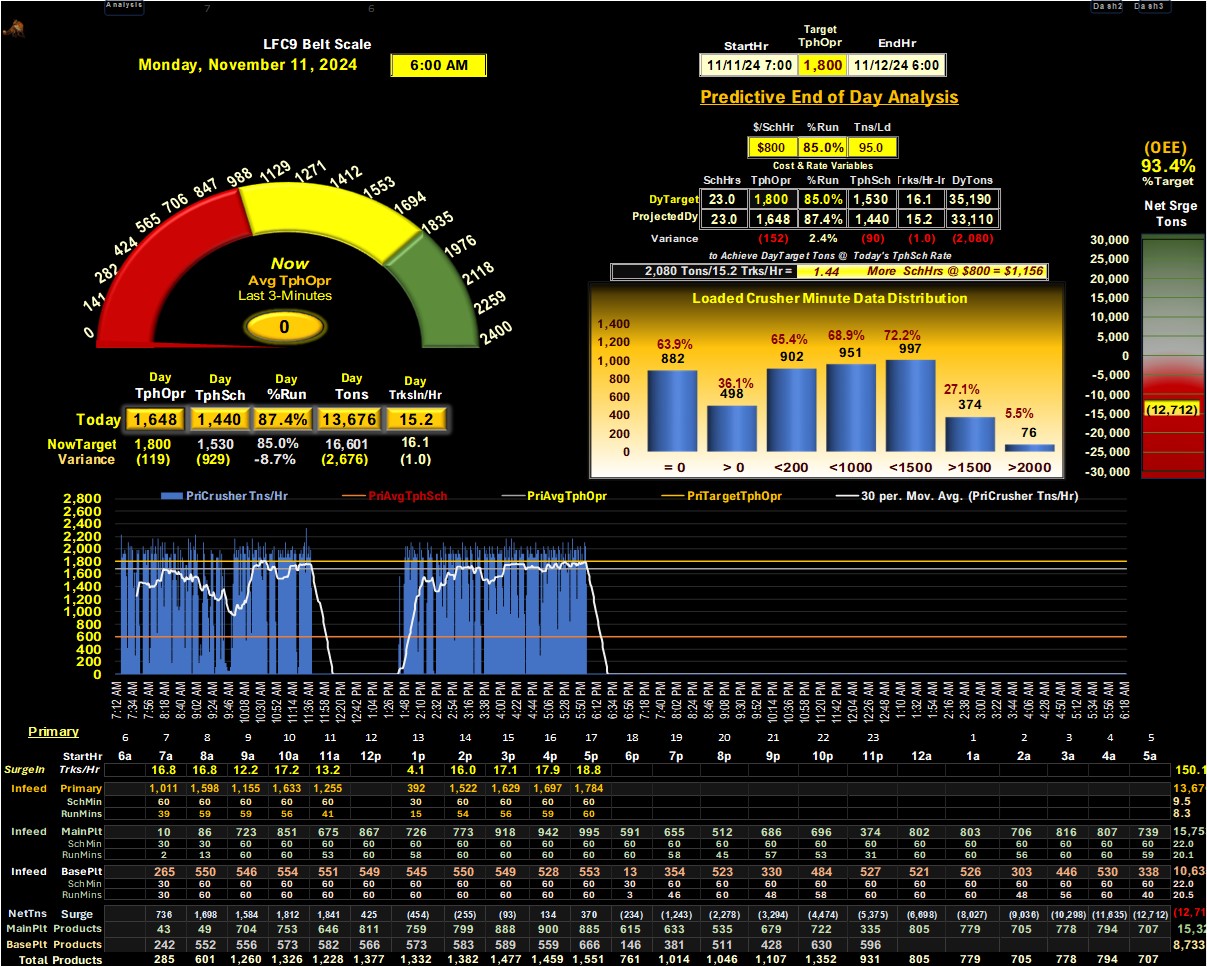 Analysis
7
6
Dash2 Dash3
LFC9 Belt Scale
Monday, November 11, 2024
6:00 AM
StartHr
Target
TphOpr
EndHr
11/11/24 7:00 1,800 11/12/24 6:00
Predictive End of Day Analysis
$/SchHr %Run Tns/Ld
$800 85.0% 95.0
Cost & Rate Variables
SchHrs TphOpr %Run TphSch Trks/Hr-Ir DyTons
DyTarget 23.0 1,800 85.0% 1,530 16.1 35,190
ProjectedDy 23.0 1,648 87.4% 1,440 15.2 33,110
Variance (152) 2.4% (90) (1.0) (2,080)
to Achieve DayTarget Tons @ Today's TphSch Rate
2,080 Tons/15.2 Trks/Hr = 1.44 More SchHrs @ $800 = $1,156
(OEE)
93.4%
%Target
Net Srge
Tons
30,000
25,000
20,000
15,000
10,000
5,000
0
-5,000
-10,000
-15,000
-20,000
-25,000
-30,000
(12,712)
0 141 282 424 565 706 847 988 1129 1271 1412 1553 1694 1835 1976 2118 2259 2400
Now
Avg TphOpr
Last 3-Minutes
0
Day Day Day Day Day
TphOpr TphSch %Run Tons TrksIn/Hr
Today 1,648 1,440 87.4% 13,676 15.2
NowTarget 1,800 1,530 85.0% 16,601 16.1
Variance (119) (929) -8.7% (2,676) (1.0)
Loaded Crusher Minute Data Distribution
1,400
1,200
1,000
800
600
400
200
0
63.9% 36.1% 65.4% 68.9% 72.2% 27.1% 5.5%
882 498 902 951 997 374 76
= 0 > 0 <200 <1000 <1500 >1500 >2000
PriCrusher Tns/Hr PriAvgTphSch PriAvgTphOpr PriTargetTphOpr 30 per. Mov. Avg. (PriCrusher Tns/Hr)
2,800
2,600
2,400
2,200
2,000
1,800
1,600
1,400
1,200
1,000
800
600
400
200
0
7:12 AM 7:34 AM 7:56 AM 8:18 AM 8:40 AM 9:02 AM 9:24 AM 9:46 AM 10:08 AM 10:30 AM 10:52 AM 11:14 AM 11:36 AM 11:58 AM 12:20 PM 12:42 PM 1:04 PM 1:26 PM 1:48 PM 2:10 PM 2:32 PM 2:54 PM 3:16 PM 3:38 PM 4:00 PM 4:22 PM 4:44 PM 5:06 PM 5:28 PM 5:50 PM 6:12 PM 6:34 PM 6:56 PM 7:18 PM 7:40 PM 8:02 PM 8:24 PM 8:46 PM 9:08 PM 9:30 PM 9:52 PM 10:14 PM 10:36 PM 10:58 PM 11:20 PM 11:42 PM 12:04 AM 12:26 AM 12:48 AM 1:10 AM 1:32 AM 1:54 AM 2:16 AM 2:38 AM 3:00 AM 3:22 AM 3:44 AM 4:06 AM 4:28 AM 4:50 AM 5:12 AM 5:34 AM 5:56 AM 6:18 AM
Primary
6 7 8 9 10 11 12 13 14 15 16 17 18 19 20 21 22 23 1 2 3 4 5
StartHr 6a 7a 8a 9a 10a 11a 12p 1p 2p 3p 4p 5p 6p 7p 8p 9p 10p 11p 12a 1a 2a 3a 4a 5a
SurgeIn Trks/Hr 16.8 16.8 12.2 17.2 13.2 4.1 16.0 17.1 17.9 18.8 150.1
Infeed Primary 1,011 1,598 1,155 1,633 1,255 392 1,522 1,629 1,697 1,784 13,67
SchMin 60 60 60 60 60 30 60 60 60 60 9.5
RunMins 39 59 59 56 41 15 54 56 59 60 8.3
Infeed MainPlt 10 86 723 851 675 867 726 773 918 942 995 591 655 512 686 696 374 802 803 706 816 807 739 15,75
SchMin 30 30 60 60 60 60 60 60 60 60 60 60 60 60 60 60 60 60 60 60 60 60 60 22.0
RunMins 2 13 60 60 53 60 58 60 60 60 60 60 58 45 57 53 31 60 60 56 60 60 59 20.1
Infeed BasePlt 265 550 546 554 551 549 545 550 549 528 553 13 354 523 330 484 527 521 526 303 446 530 338 10,63
SchMin 30 60 60 60 60 60 60 60 60 60 60 30 60 60 60 60 60 60 60 60 60 60 60 22.0
RunMins 30 60 60 60 60 60 60 60 60 60 60 3 46 60 48 58 60 60 60 48 56 60 40 20.5
NetTns Surge 736 1,698 1,584 1,812 1,841 425 (454) (255) (93) 134 370 (234) (1,243) (2,278) (3,294) (4,474) (5,375) (6,698) (8,027) (9,036) (10,298) (11,635) (12,712) (12,71
MainPlt Products 43 49 704 753 646 811 759 799 888 900 885 615 633 535 679 722 335 805 779 705 778 794 707 15,32
BasePlt Products 242 552 556 573 582 566 573 583 589 559 666 146 381 511 428 630 596 8,733
Total Products 285 601 1,260 1,326 1,228 1,377 1,332 1,382 1,477 1,459 1,551 761 1,014 1,046 1,107 1,352 931 805 779 705 778 794 707